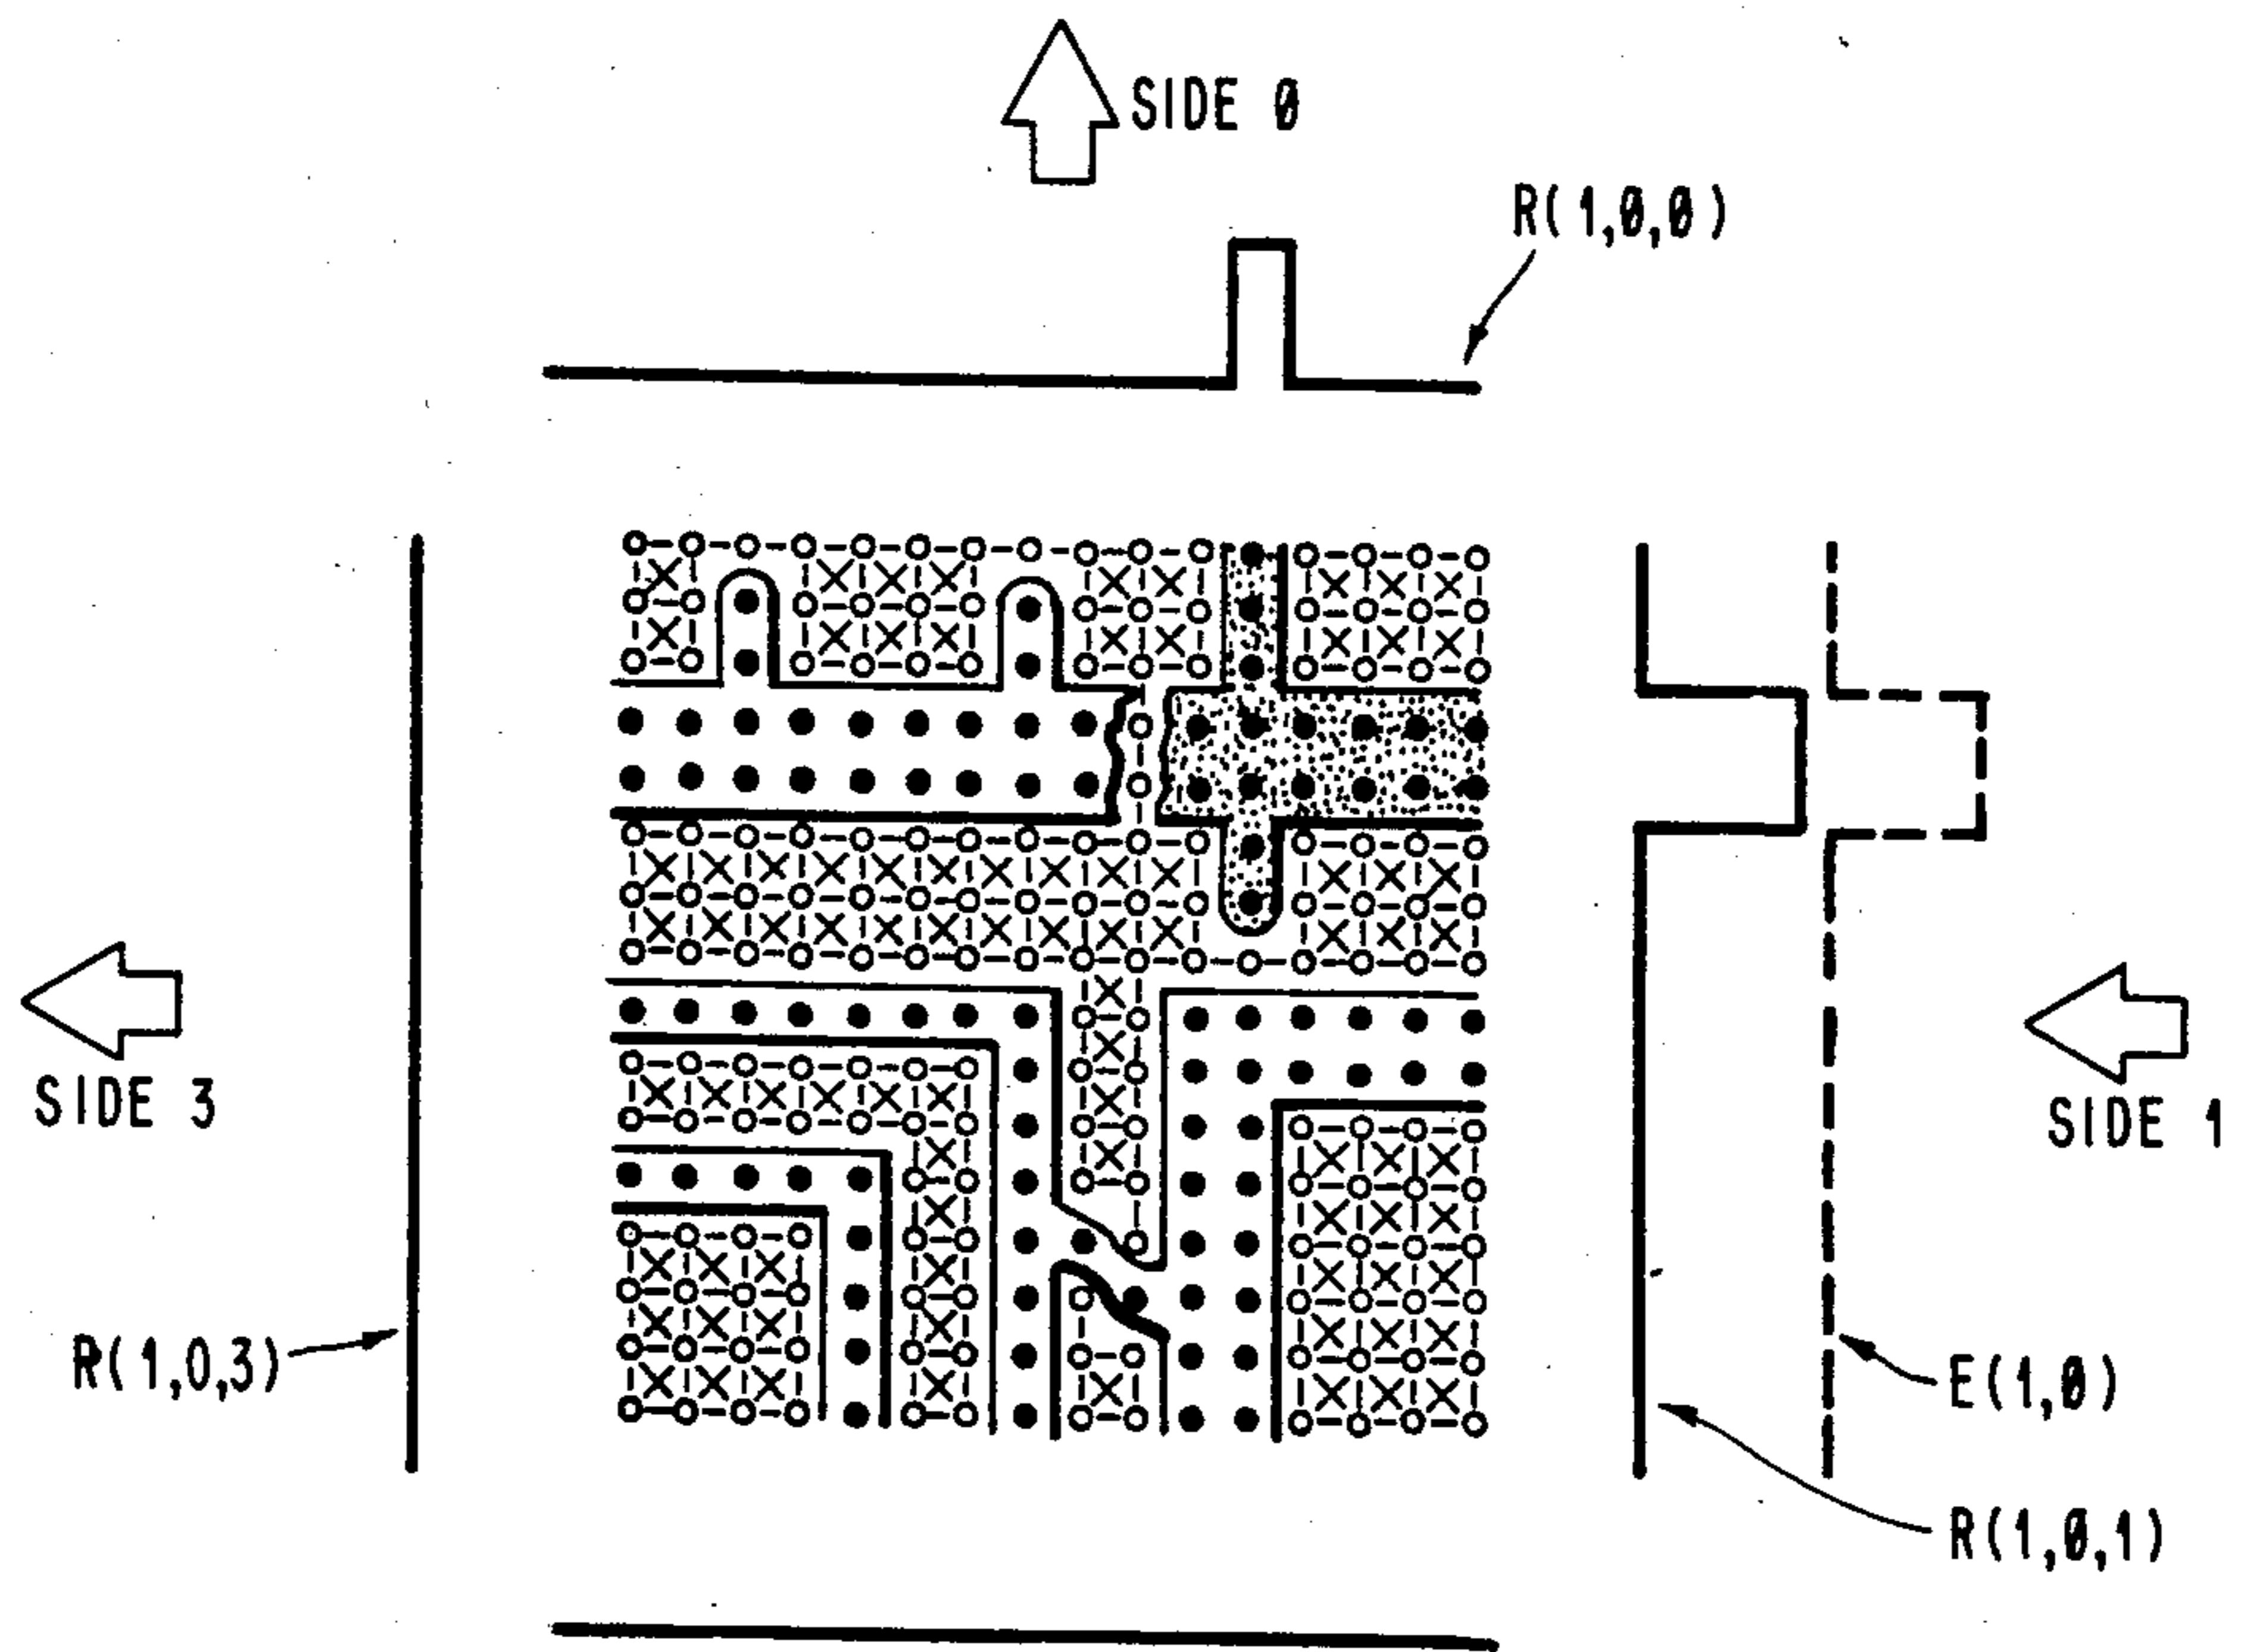 SIDE 0
R(1,0,0)
SIDE 3
SIDE 1
R(1,0,3)
E(1,0)
R(1,0,1)